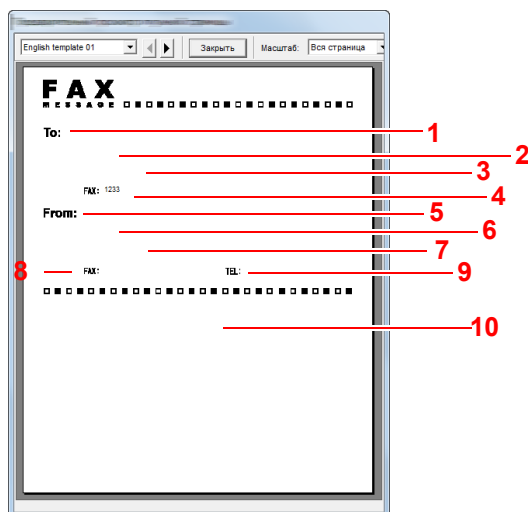 English template 01 Закрыть Масштаб: Вся страница
FAX
MESSAGE
To: 1
2
3
FAX: 1233 4
From: 5
6
7
8 FAX: TEL: 9
10